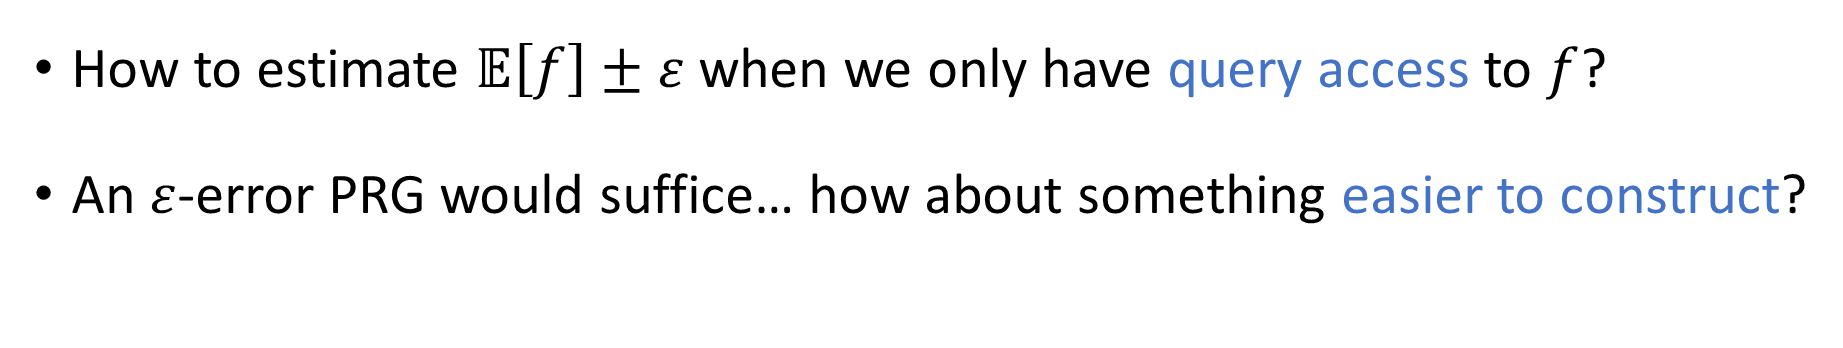 • How to estimate 𝔼[𝑓] ± 𝜀 when we only have query access to 𝑓?
• An 𝜀-error PRG would suffice... how about something easier to construct?